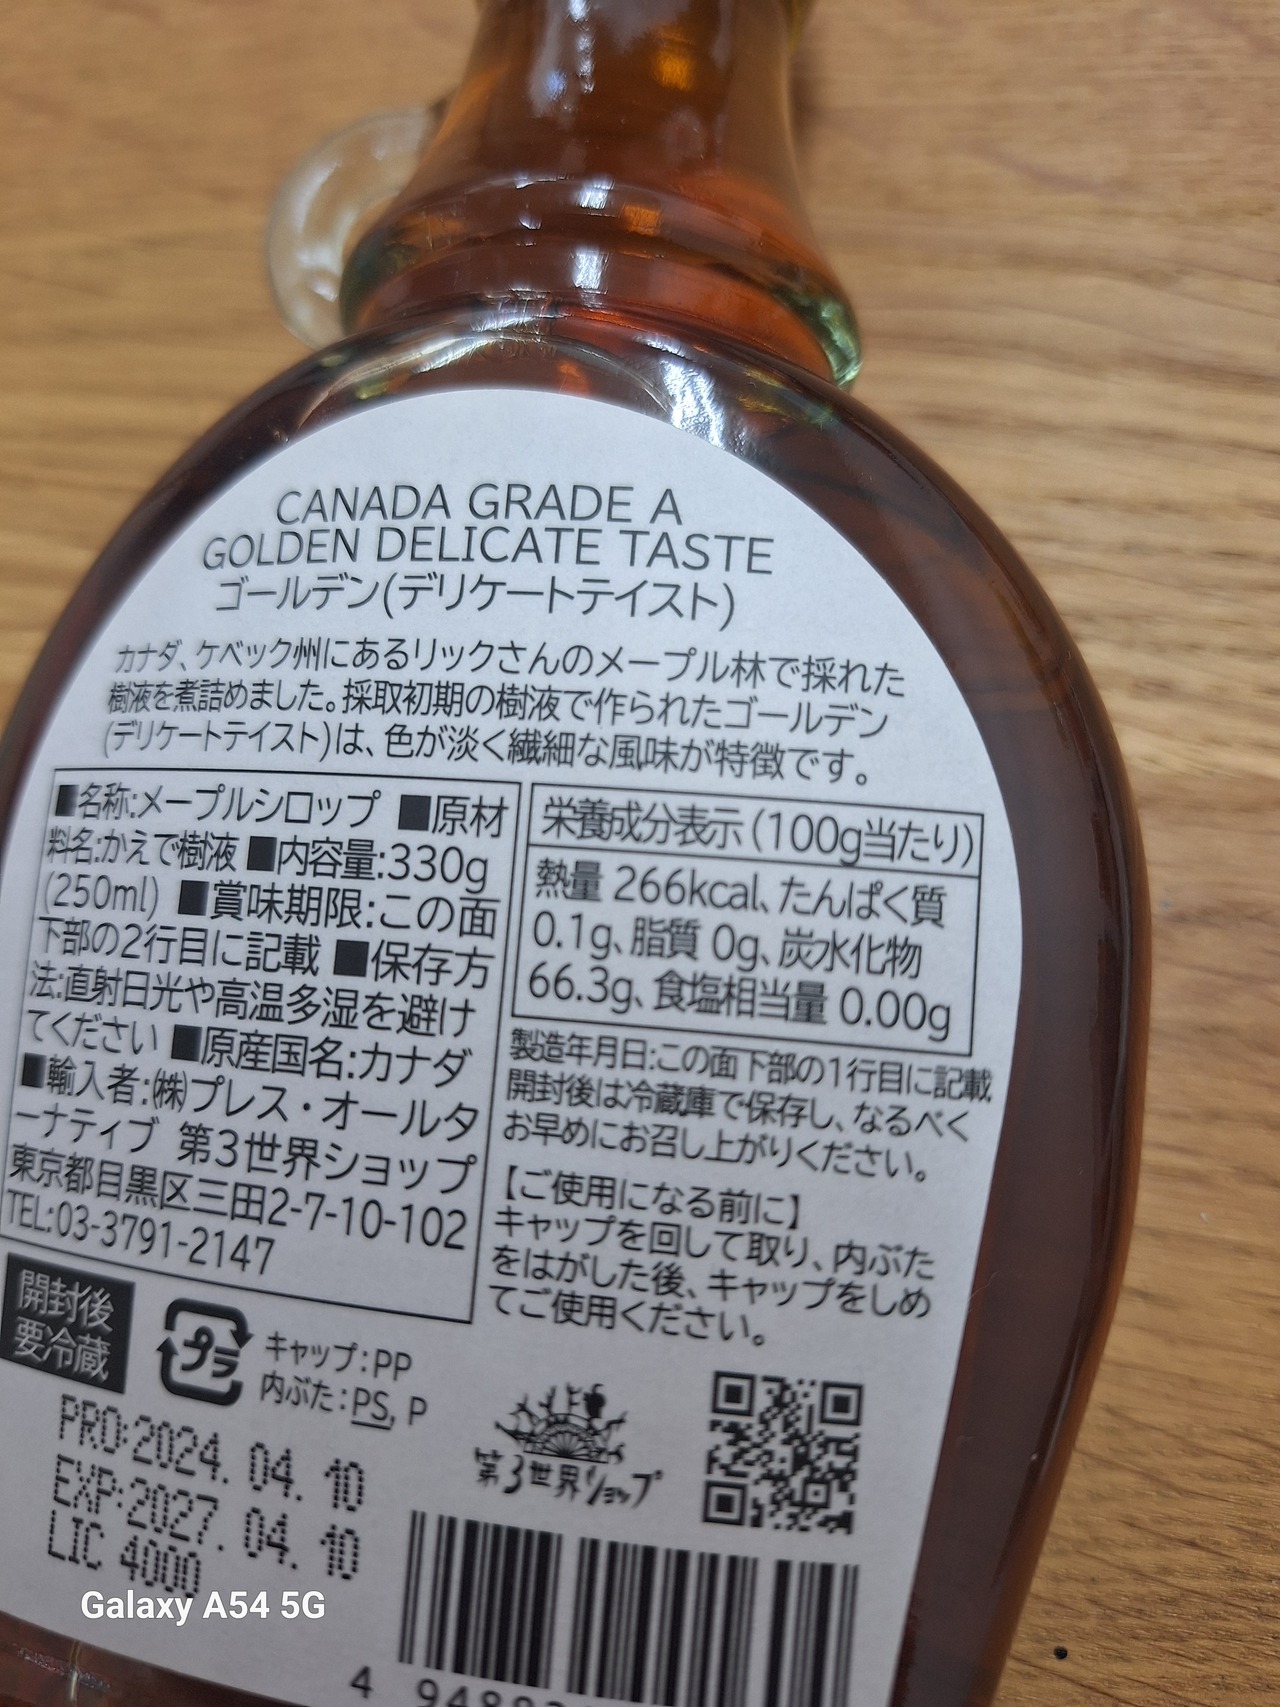 CANADA GRADE A
GOLDEN DELICATE TASTE
ゴールデン(デリケートテイスト)
カナダ、ケベック州にあるリックさんのメープル林で採れた
樹液を煮詰めました。採取初期の樹液で作られたゴールデン
(デリケートテイスト)は、色が淡く繊細な風味が特徴です。
■名称:メープルシロップ ■原材
料名:かえで樹液 ■内容量:330g
(250ml) ■賞味期限:この面
下部の2行目に記載 ■保存方
法:直射日光や高温多湿を避け
てください ■原産国名:カナダ
■輸入者:㈱プレス・オールタ
ーナティブ 第3世界ショップ
東京都目黒区三田2-7-10-102
TEL:03-3791-2147
栄養成分表示(100g当たり)
熱量 266kcal、たんぱく質
0.1g、脂質 0g、炭水化物
66.3g、食塩相当量 0.00g
製造年月日:この面下部の1行目に記載
開封後は冷蔵庫で保存し、なるべく
お早めにお召し上がりください。
【ご使用になる前に】
キャップを回して取り、内ぶた
をはがした後、キャップをしめ
てご使用ください。
開封後
要冷蔵
プラ
キャップ:PP
内ぶた:PS, P
第3世界ショップ
PRO:2024. 04. 10
EXP:2027. 04. 10
LIC 4000
Galaxy A54 5G